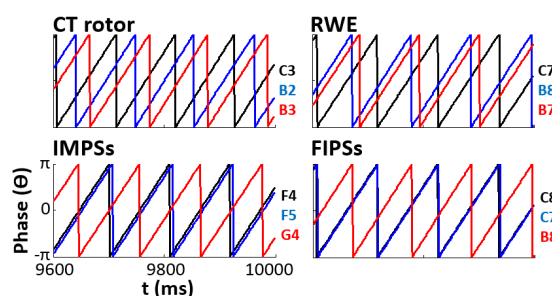 CT rotor
RWE
C3
B2
B3
C7
B8
B7
IMPSs
FIPSs
Phase (Θ)
π
0
-π
F4
F5
G4
C8
C7
B8
9600
9800
10000
t (ms)